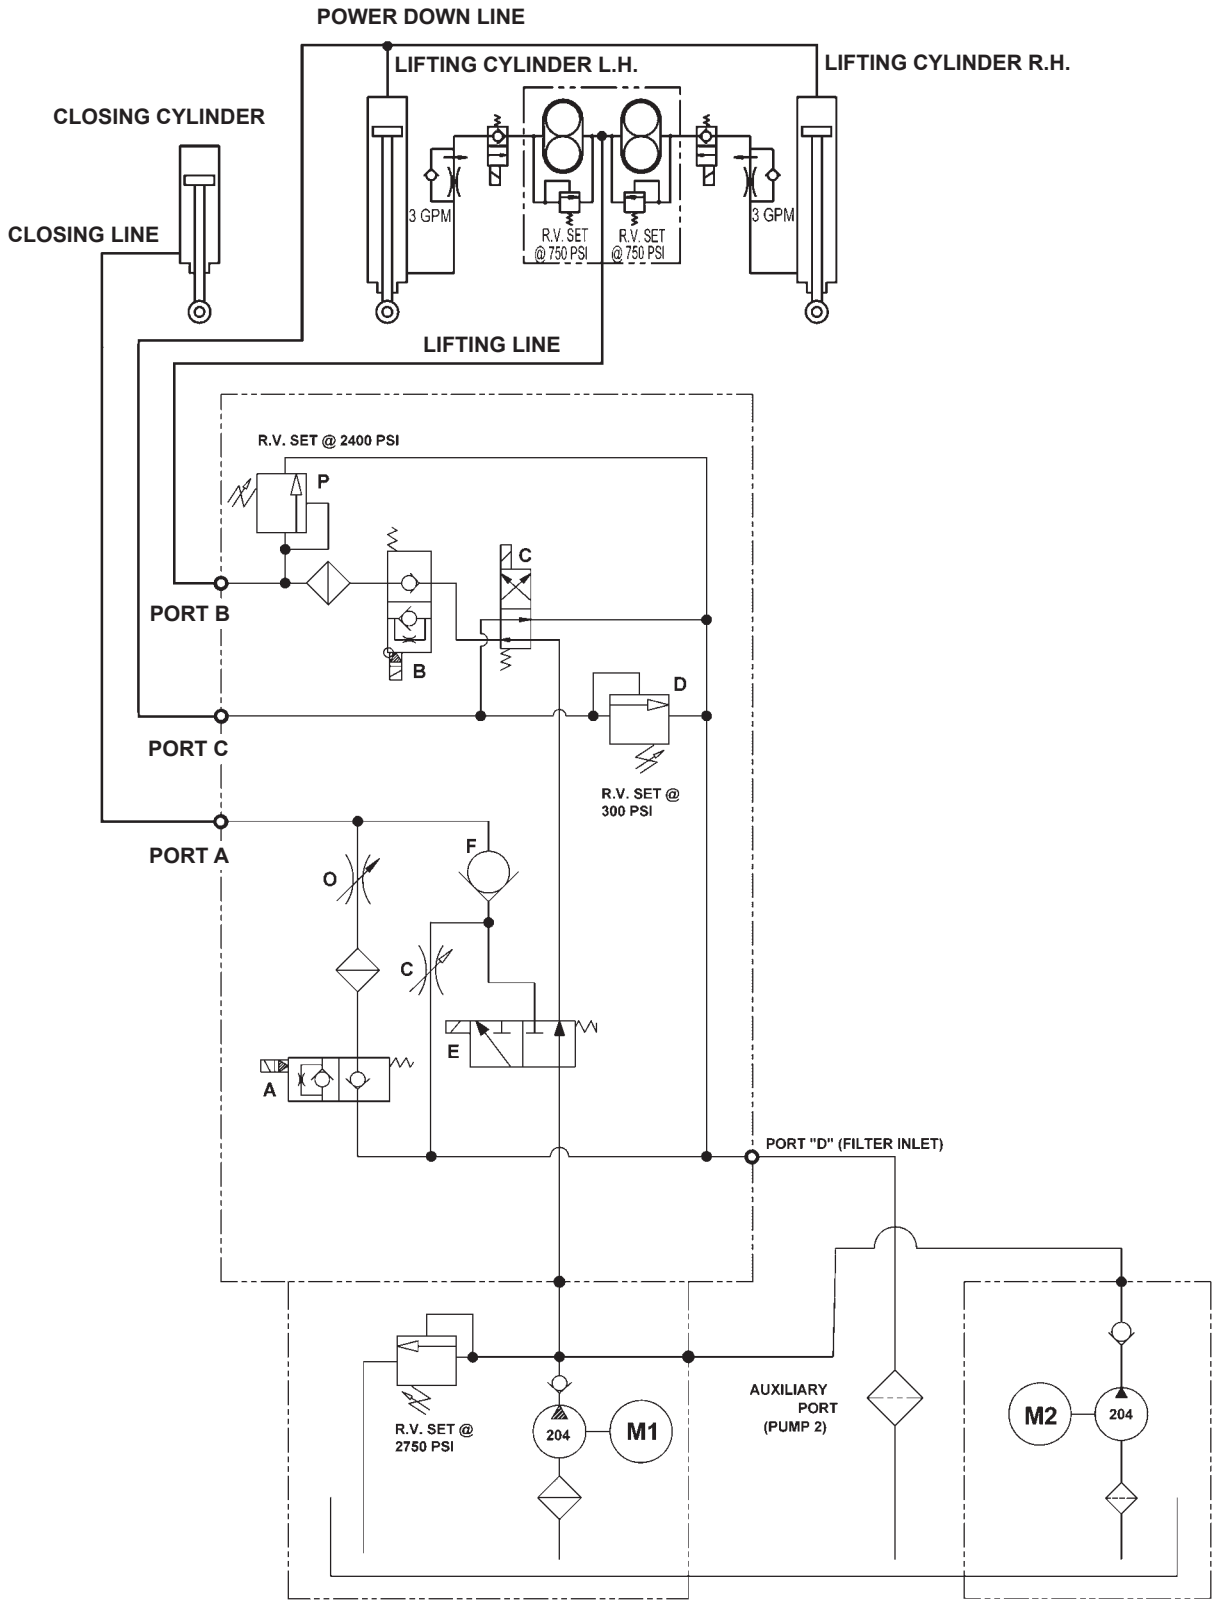 POWER DOWN LINE
LIFTING CYLINDER L.H.
LIFTING CYLINDER R.H.
CLOSING CYLINDER
CLOSING LINE
3 GPM
3 GPM
R.V. SET
@ 750 PSI
R.V. SET
@ 750 PSI
LIFTING LINE
R.V. SET @ 2400 PSI
P
C
PORT B
B
D
PORT C
R.V. SET @
300 PSI
PORT A
F
O
C
E
A
PORT "D" (FILTER INLET)
AUXILIARY
PORT
(PUMP 2)
R.V. SET @
2750 PSI
204
M1
M2
204